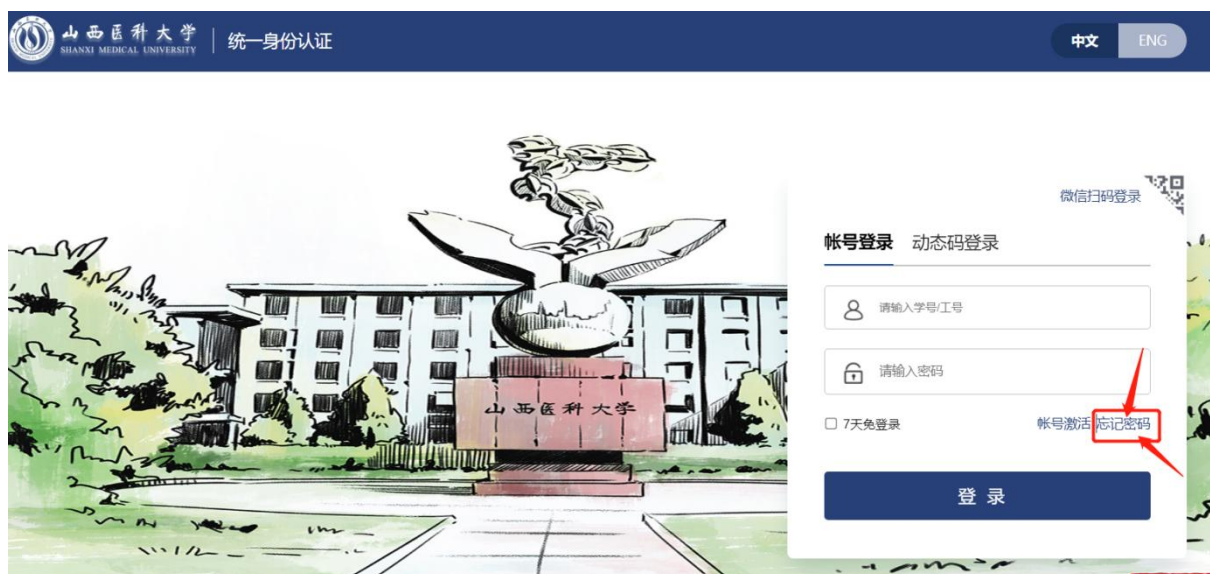 山西医科大学
SHANXI MEDICAL UNIVERSITY
统一身份认证
中文 ENG
微信扫码登录
帐号登录 动态码登录
请输入学号/工号
请输入密码
7天免登录 帐号激活 忘记密码
登 录
山西医科大学